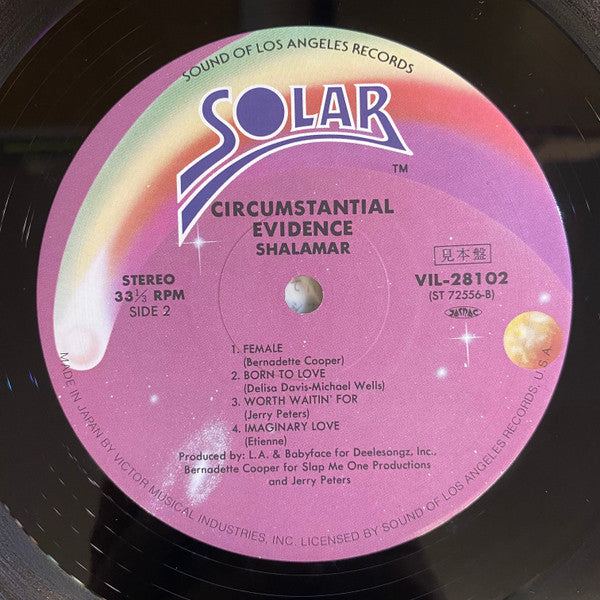 SOUND OF LOS ANGELES RECORDS
SOLAR
TM
CIRCUMSTANTIAL
EVIDENCE
SHALAMAR
見本盤
STEREO
33⅓ RPM
SIDE 2
VIL-28102
(ST 72556-B)
JASRAC
1. FEMALE
(Bernadette Cooper)
2. BORN TO LOVE
(Delisa Davis-Michael Wells)
3. WORTH WAITIN' FOR
(Jerry Peters)
4. IMAGINARY LOVE
(Etienne)
Produced by: L.A. & Babyface for Deelesongz, Inc.,
Bernadette Cooper for Slap Me One Productions
and Jerry Peters
MADE IN JAPAN BY VICTOR MUSICAL INDUSTRIES, INC. LICENSED BY SOUND OF LOS ANGELES RECORDS, U.S.A.